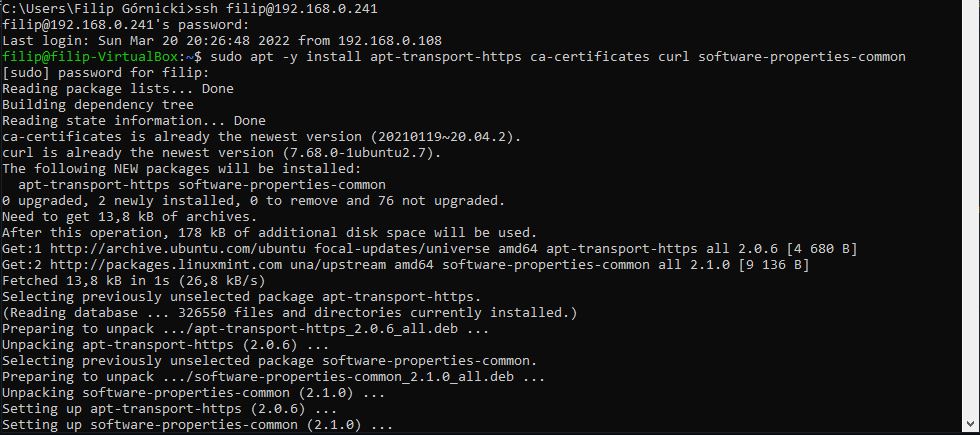 C:\Users\Filip Górnicki>ssh filip@192.168.0.241
filip@192.168.0.241's password:
Last login: Sun Mar 20 20:26:48 2022 from 192.168.0.108
filip@filip-VirtualBox:~$ sudo apt -y install apt-transport-https ca-certificates curl software-properties-common
[sudo] password for filip:
Reading package lists... Done
Building dependency tree
Reading state information... Done
ca-certificates is already the newest version (20210119~20.04.2).
curl is already the newest version (7.68.0-1ubuntu2.7).
The following NEW packages will be installed:
  apt-transport-https software-properties-common
0 upgraded, 2 newly installed, 0 to remove and 76 not upgraded.
Need to get 13,8 kB of archives.
After this operation, 178 kB of additional disk space will be used.
Get:1 http://archive.ubuntu.com/ubuntu focal-updates/universe amd64 apt-transport-https all 2.0.6 [4 680 B]
Get:2 http://packages.linuxmint.com una/upstream amd64 software-properties-common all 2.1.0 [9 136 B]
Fetched 13,8 kB in 1s (26,8 kB/s)
Selecting previously unselected package apt-transport-https.
(Reading database ... 326550 files and directories currently installed.)
Preparing to unpack .../apt-transport-https_2.0.6_all.deb ...
Unpacking apt-transport-https (2.0.6) ...
Selecting previously unselected package software-properties-common.
Preparing to unpack .../software-properties-common_2.1.0_all.deb ...
Unpacking software-properties-common (2.1.0) ...
Setting up apt-transport-https (2.0.6) ...
Setting up software-properties-common (2.1.0) ...